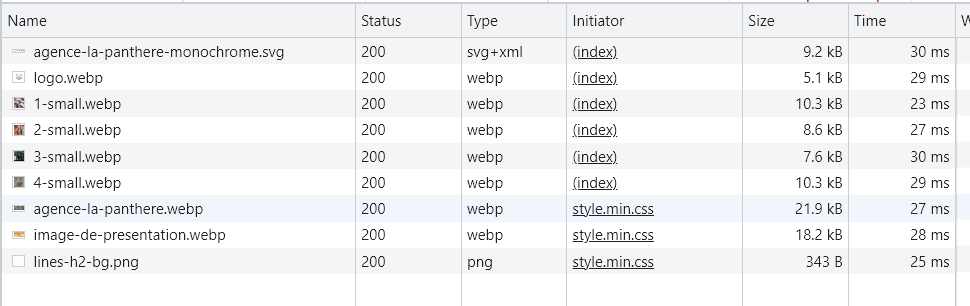 Name Status Type Initiator Size Time W
agence-la-panthere-monochrome.svg 200 svg+xml (index) 9.2 kB 30 ms
logo.webp 200 webp (index) 5.1 kB 29 ms
1-small.webp 200 webp (index) 10.3 kB 23 ms
2-small.webp 200 webp (index) 8.6 kB 27 ms
3-small.webp 200 webp (index) 7.6 kB 30 ms
4-small.webp 200 webp (index) 10.3 kB 29 ms
agence-la-panthere.webp 200 webp style.min.css 21.9 kB 27 ms
image-de-presentation.webp 200 webp style.min.css 18.2 kB 28 ms
lines-h2-bg.png 200 png style.min.css 343 B 25 ms